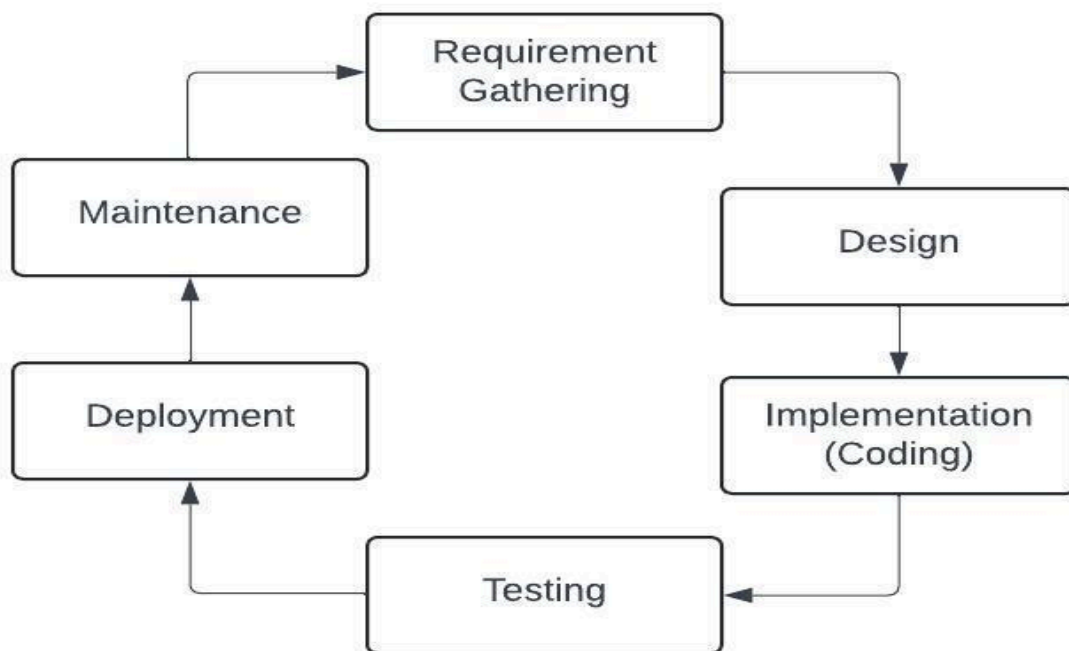 Requirement
Gathering
Maintenance
Design
Deployment
Implementation
(Coding)
Testing